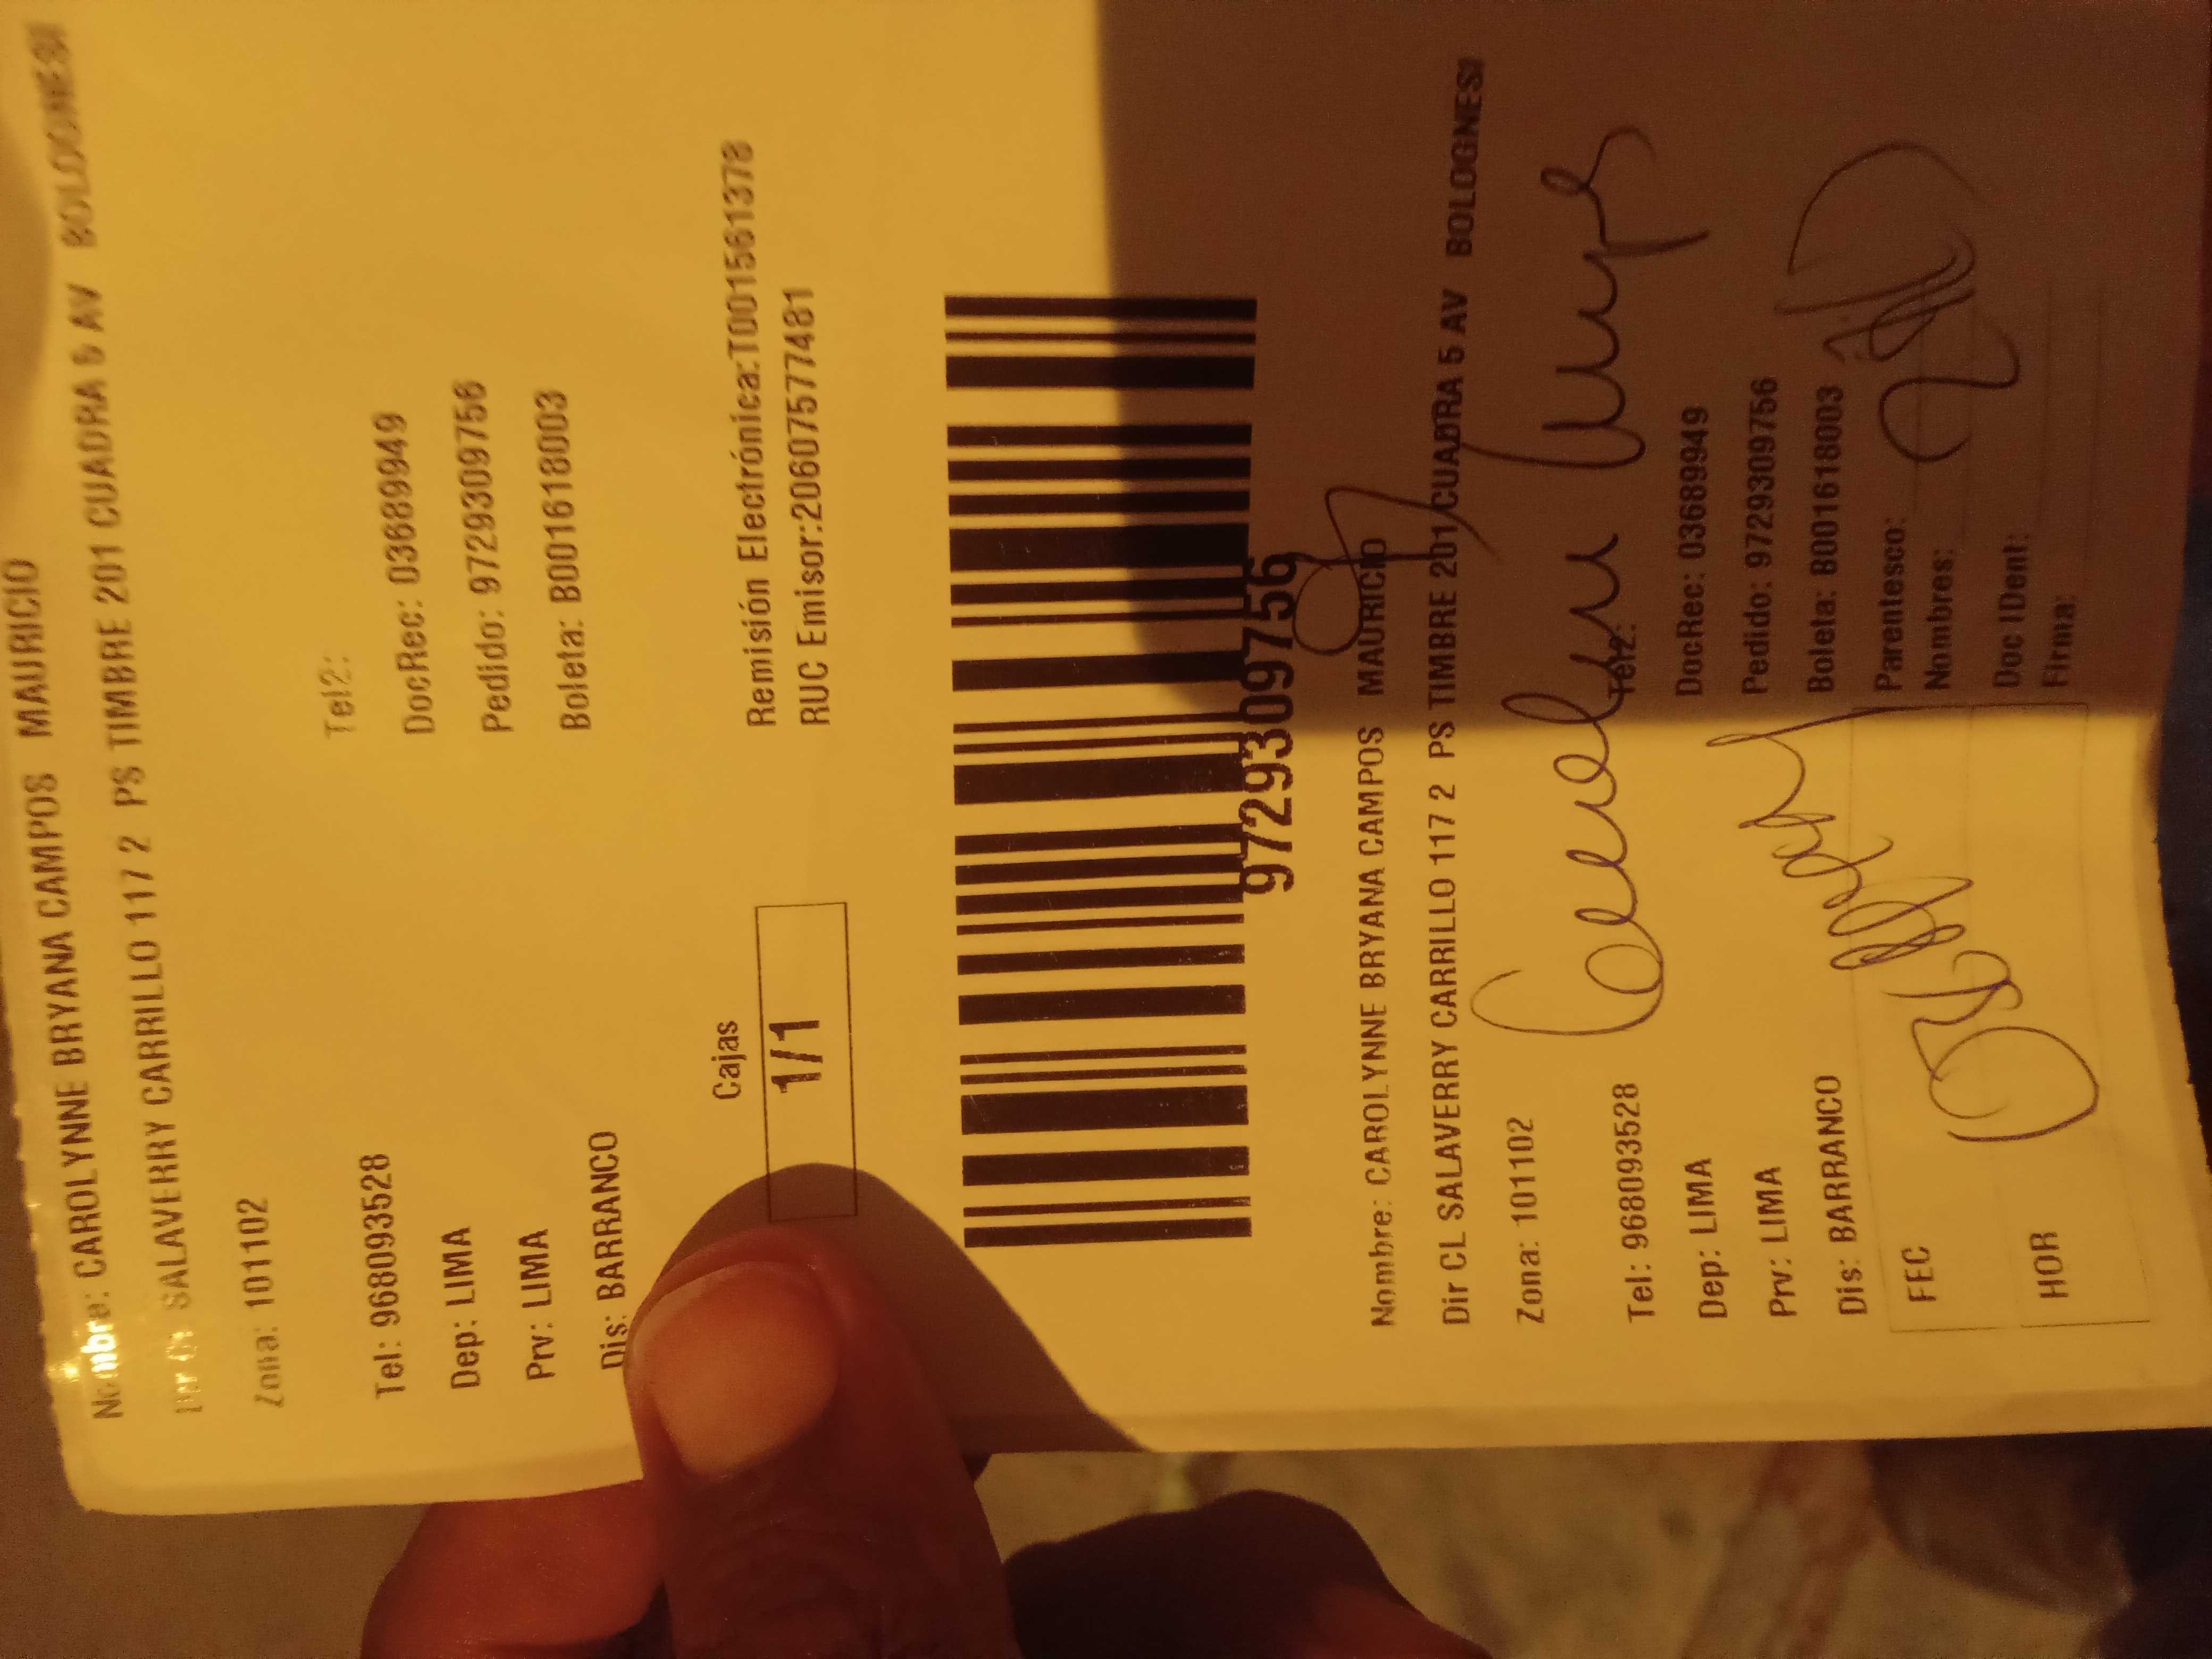 Nombre: CAROLYNNE BRYANA CAMPOS MAURICIO
SALAVERRY CARRILLO 117 2 PS TIMBRE 201 CUADRA 5 AV BOLOGNESI
Zona: 101102
Tel: 968093528 Tel2:
Dep: LIMA DocRec: 03689949
Prv: LIMA Pedido: 9729309756
Dis: BARRANCO Boleta: B001618003
Cajas
1/1
Remisión Electrónica:T001561378
RUC Emisor:20607577481
9729309756
Nombre: CAROLYNNE BRYANA CAMPOS MAURICIO
Dir CL SALAVERRY CARRILLO 117 2 PS TIMBRE 201 CUADRA 5 AV BOLOGNESI
Zona: 101102
Tel: 968093528 Tel2:
Dep: LIMA DocRec: 03689949
Prv: LIMA Pedido: 9729309756
Dis: BARRANCO Boleta: B001618003
FEC
HOR
Parentesco:
Nombres:
Doc IDent:
Firma: